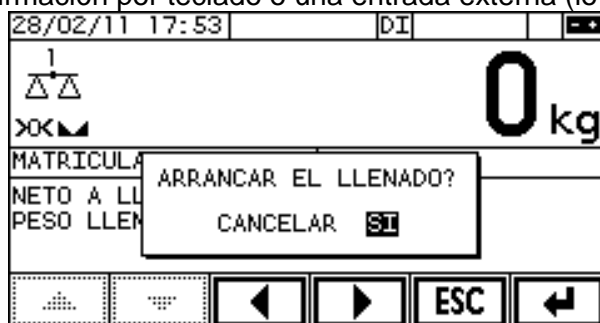 28/02/11 17:53 DI
1
0 kg
MATRICULA
ARRANCAR EL LLENADO?
NETO A LL
PESO LLEN
CANCELAR SI
ESC